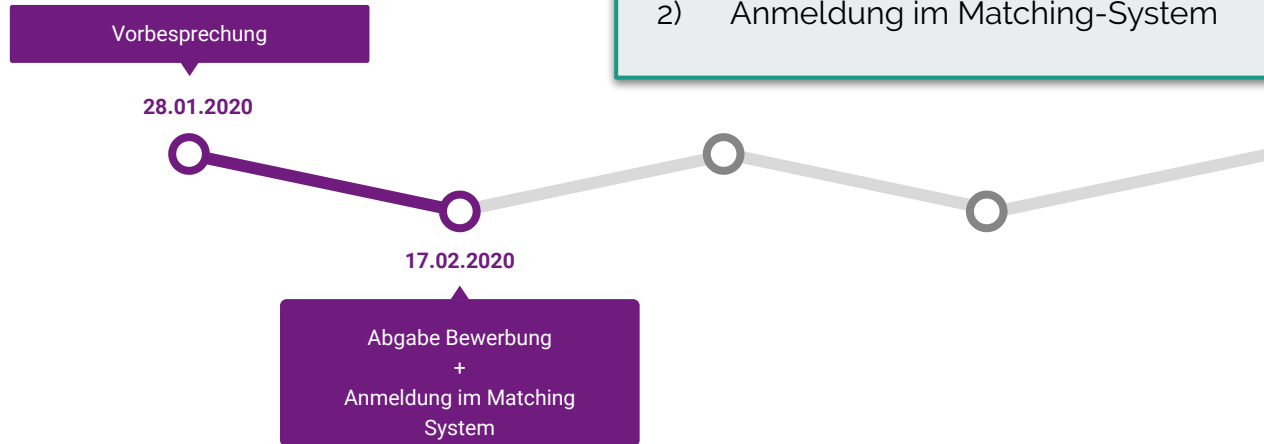 Vorbesprechung
28.01.2020
2) Anmeldung im Matching-System
17.02.2020
Abgabe Bewerbung
+
Anmeldung im Matching
System